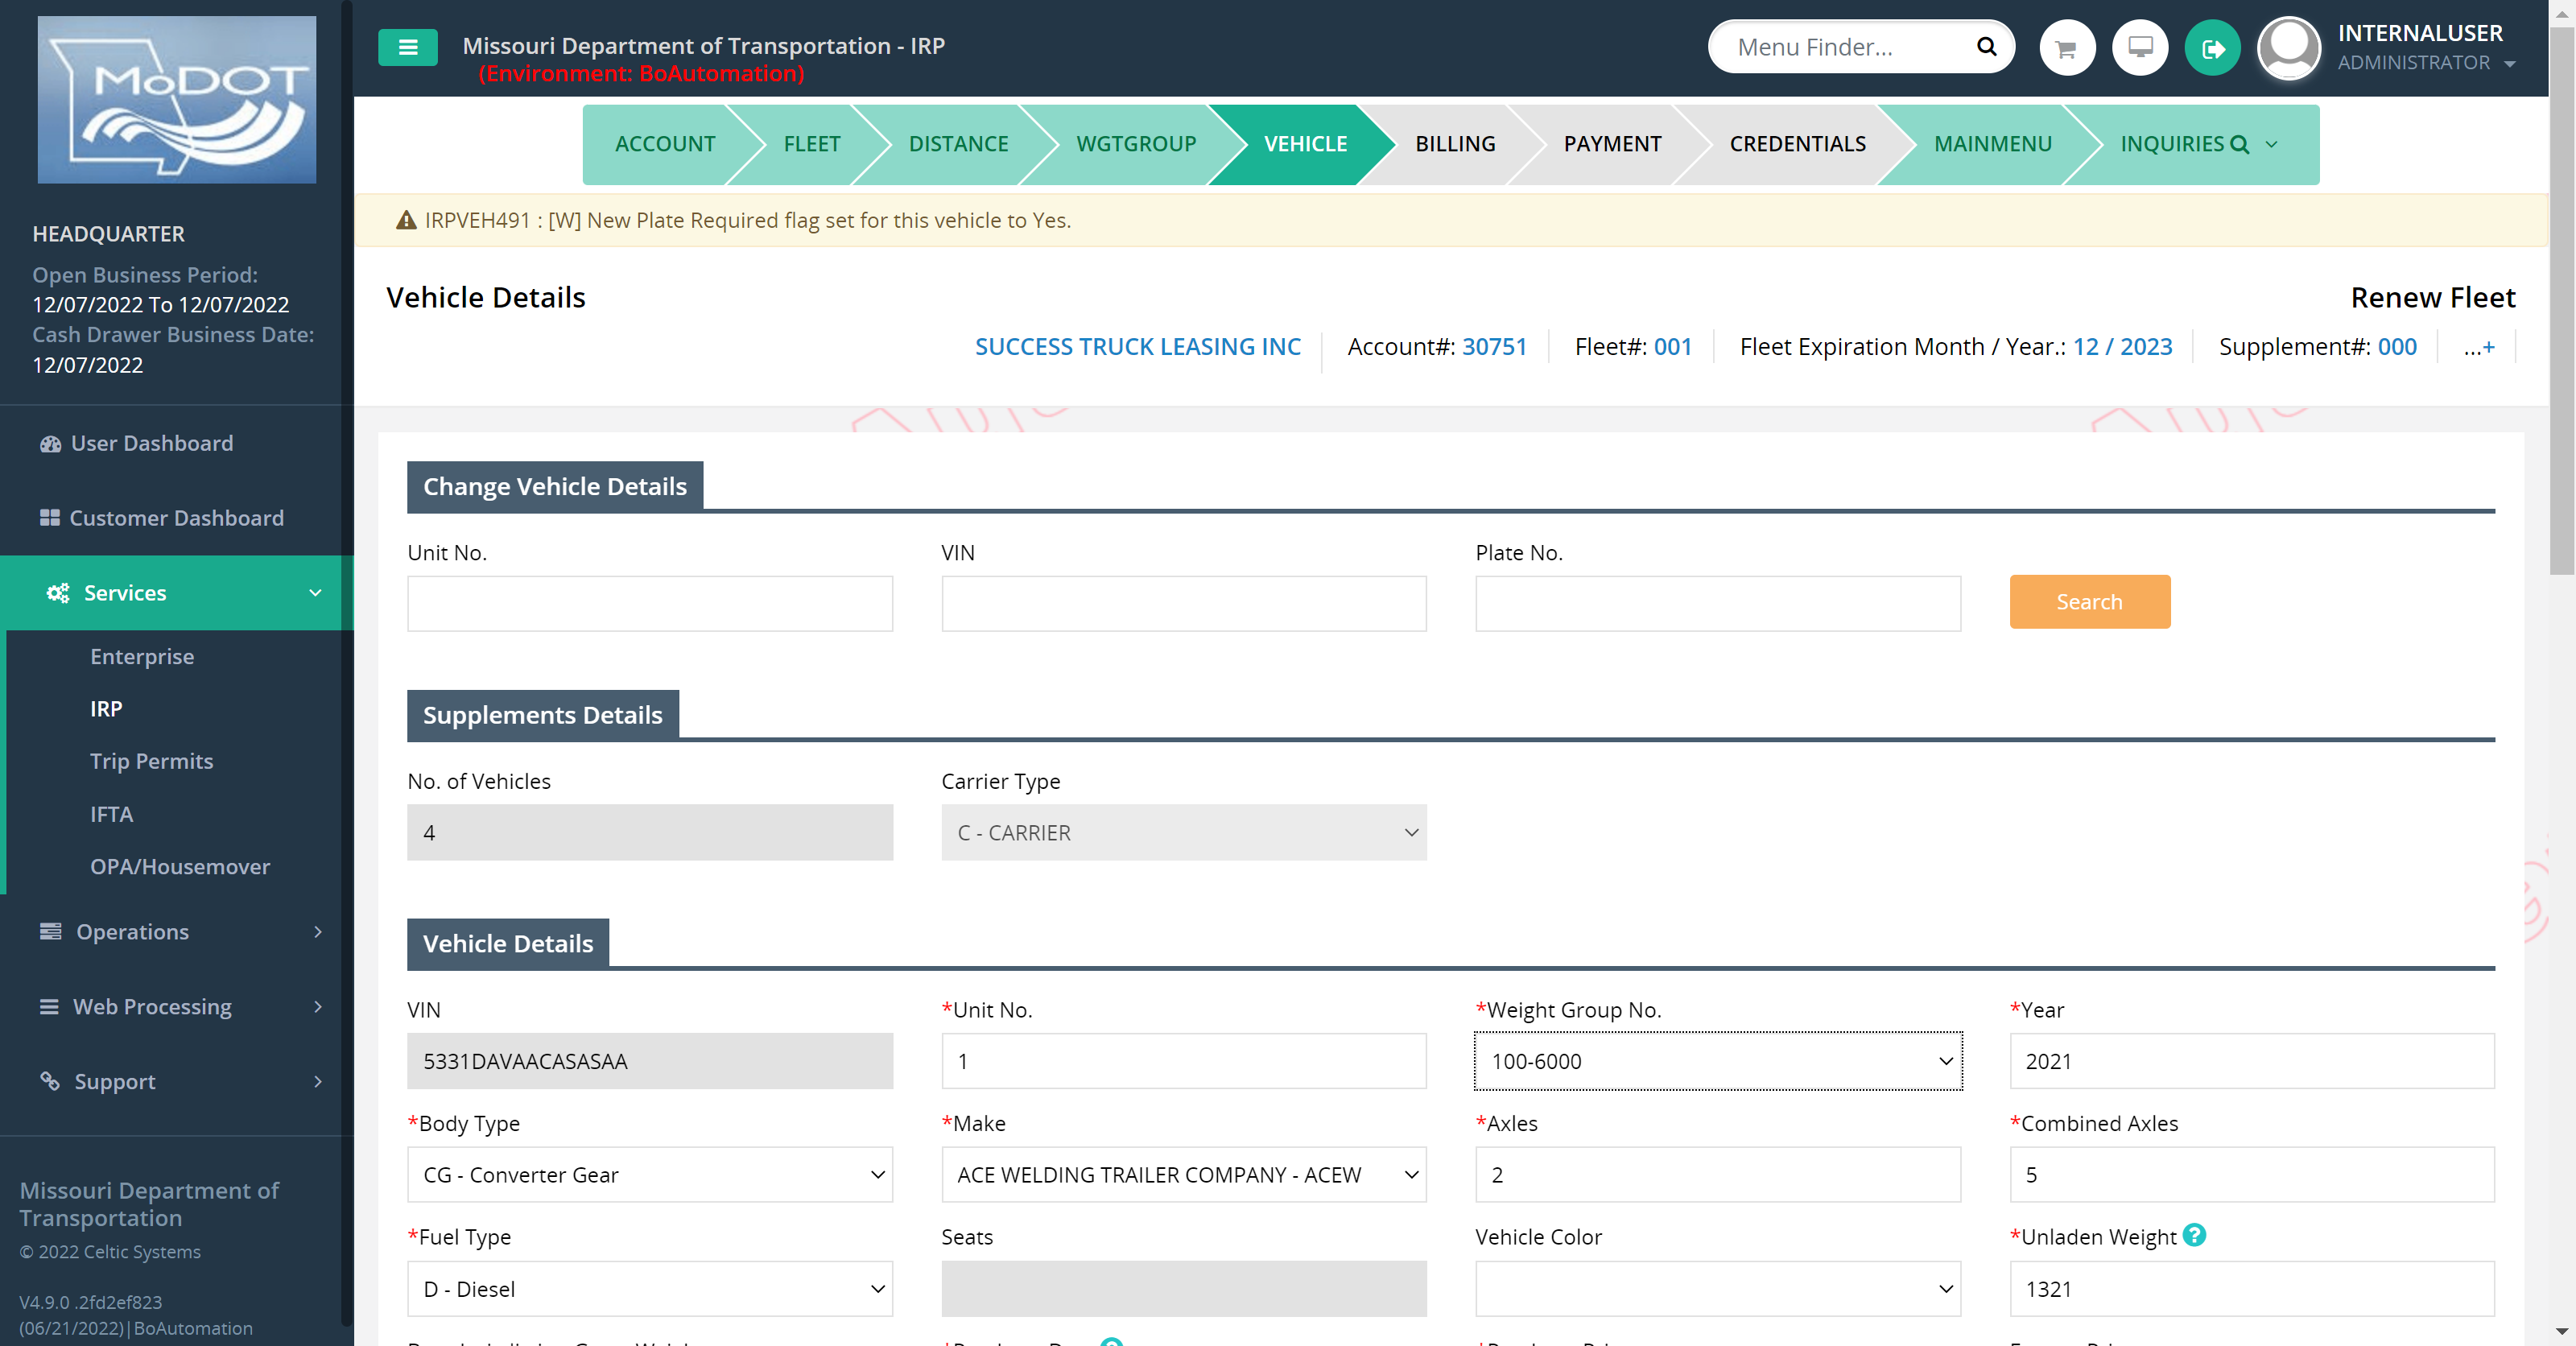 MoDOT
HEADQUARTER
Open Business Period:
12/07/2022 To 12/07/2022
Cash Drawer Business Date:
12/07/2022
User Dashboard
Customer Dashboard
Services
Enterprise
IRP
Trip Permits
IFTA
OPA/Housemover
Operations
Web Processing
Support
Missouri Department of
Transportation
© 2022 Celtic Systems
V4.9.0 .2fd2ef823
(06/21/2022)|BoAutomation
Missouri Department of Transportation - IRP
(Environment: BoAutomation)
Menu Finder...
INTERNALUSER
ADMINISTRATOR
ACCOUNT FLEET DISTANCE WGTGROUP VEHICLE BILLING PAYMENT CREDENTIALS MAINMENU INQUIRIES
IRPVEH491 : [W] New Plate Required flag set for this vehicle to Yes.
Vehicle Details Renew Fleet
SUCCESS TRUCK LEASING INC Account#: 30751 Fleet#: 001 Fleet Expiration Month / Year.: 12 / 2023 Supplement#: 000 ...+
Change Vehicle Details
Unit No. VIN Plate No.
Search
Supplements Details
No. of Vehicles Carrier Type
4 C - CARRIER
Vehicle Details
VIN *Unit No. *Weight Group No. *Year
5331DAVAACASASAA 1 100-6000 2021
*Body Type *Make *Axles *Combined Axles
CG - Converter Gear ACE WELDING TRAILER COMPANY - ACEW 2 5
*Fuel Type Seats Vehicle Color *Unladen Weight ?
D - Diesel 1321